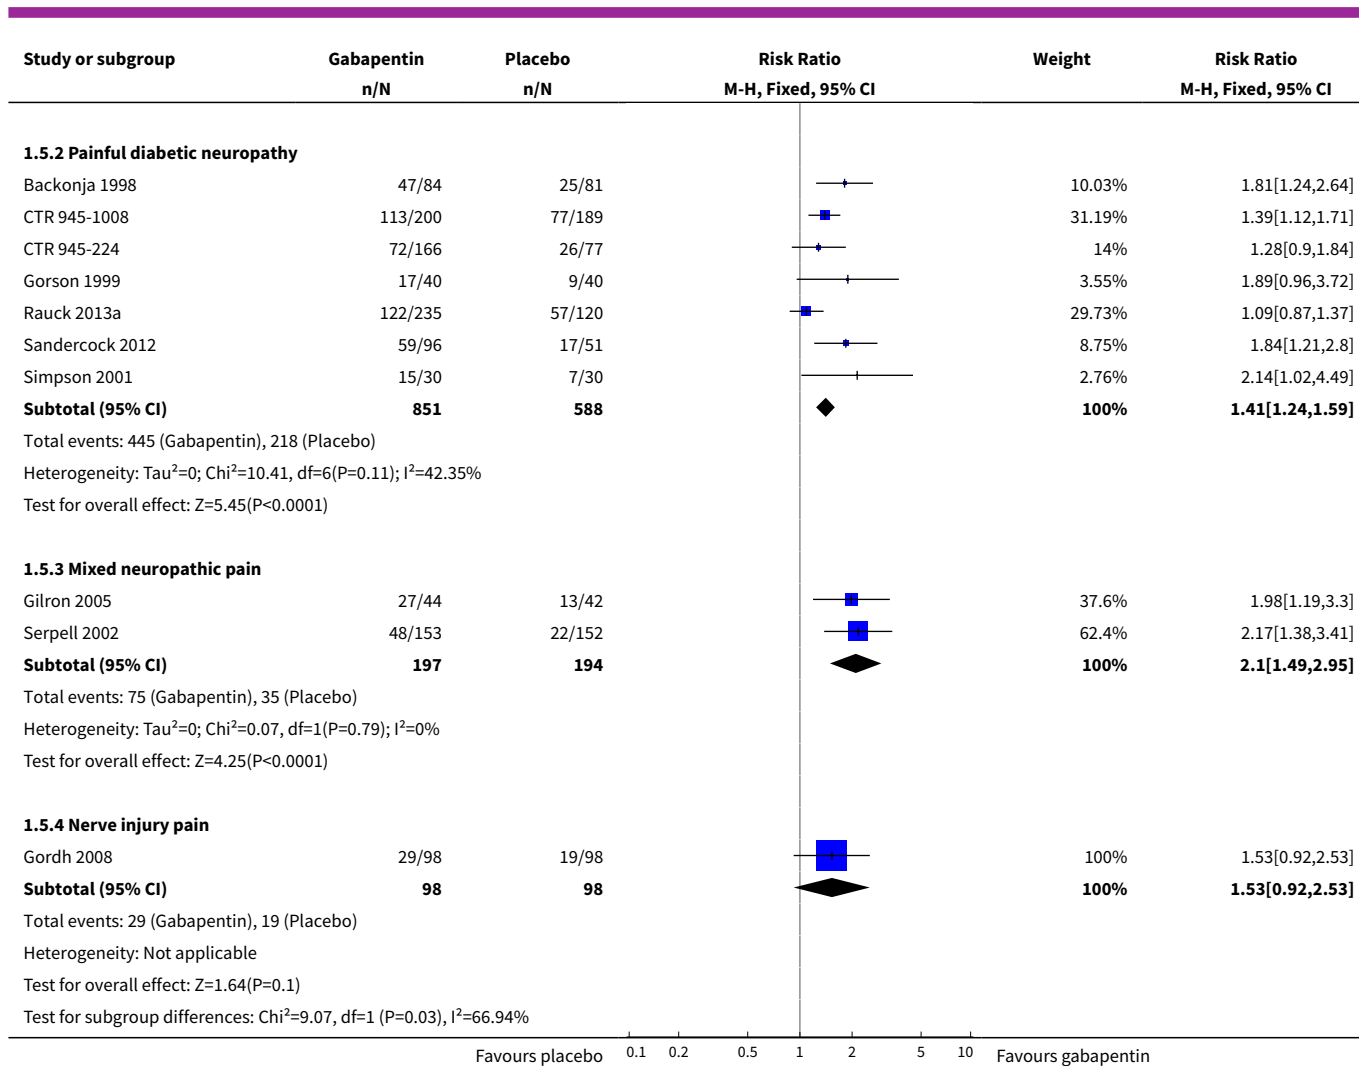 Study or subgroup Gabapentin Placebo Risk Ratio Weight Risk Ratio
n/N n/N M-H, Fixed, 95% CI M-H, Fixed, 95% CI
1.5.2 Painful diabetic neuropathy
Backonja 1998 47/84 25/81 10.03% 1.81[1.24,2.64]
CTR 945-1008 113/200 77/189 31.19% 1.39[1.12,1.71]
CTR 945-224 72/166 26/77 14% 1.28[0.9,1.84]
Gorson 1999 17/40 9/40 3.55% 1.89[0.96,3.72]
Rauck 2013a 122/235 57/120 29.73% 1.09[0.87,1.37]
Sandercock 2012 59/96 17/51 8.75% 1.84[1.21,2.8]
Simpson 2001 15/30 7/30 2.76% 2.14[1.02,4.49]
Subtotal (95% CI) 851 588 100% 1.41[1.24,1.59]
Total events: 445 (Gabapentin), 218 (Placebo)
Heterogeneity: Tau²=0; Chi²=10.41, df=6(P=0.11); I²=42.35%
Test for overall effect: Z=5.45(P<0.0001)
1.5.3 Mixed neuropathic pain
Gilron 2005 27/44 13/42 37.6% 1.98[1.19,3.3]
Serpell 2002 48/153 22/152 62.4% 2.17[1.38,3.41]
Subtotal (95% CI) 197 194 100% 2.1[1.49,2.95]
Total events: 75 (Gabapentin), 35 (Placebo)
Heterogeneity: Tau²=0; Chi²=0.07, df=1(P=0.79); I²=0%
Test for overall effect: Z=4.25(P<0.0001)
1.5.4 Nerve injury pain
Gordh 2008 29/98 19/98 100% 1.53[0.92,2.53]
Subtotal (95% CI) 98 98 100% 1.53[0.92,2.53]
Total events: 29 (Gabapentin), 19 (Placebo)
Heterogeneity: Not applicable
Test for overall effect: Z=1.64(P=0.1)
Test for subgroup differences: Chi²=9.07, df=1 (P=0.03), I²=66.94%
Favours placebo 0.1 0.2 0.5 1 2 5 10 Favours gabapentin